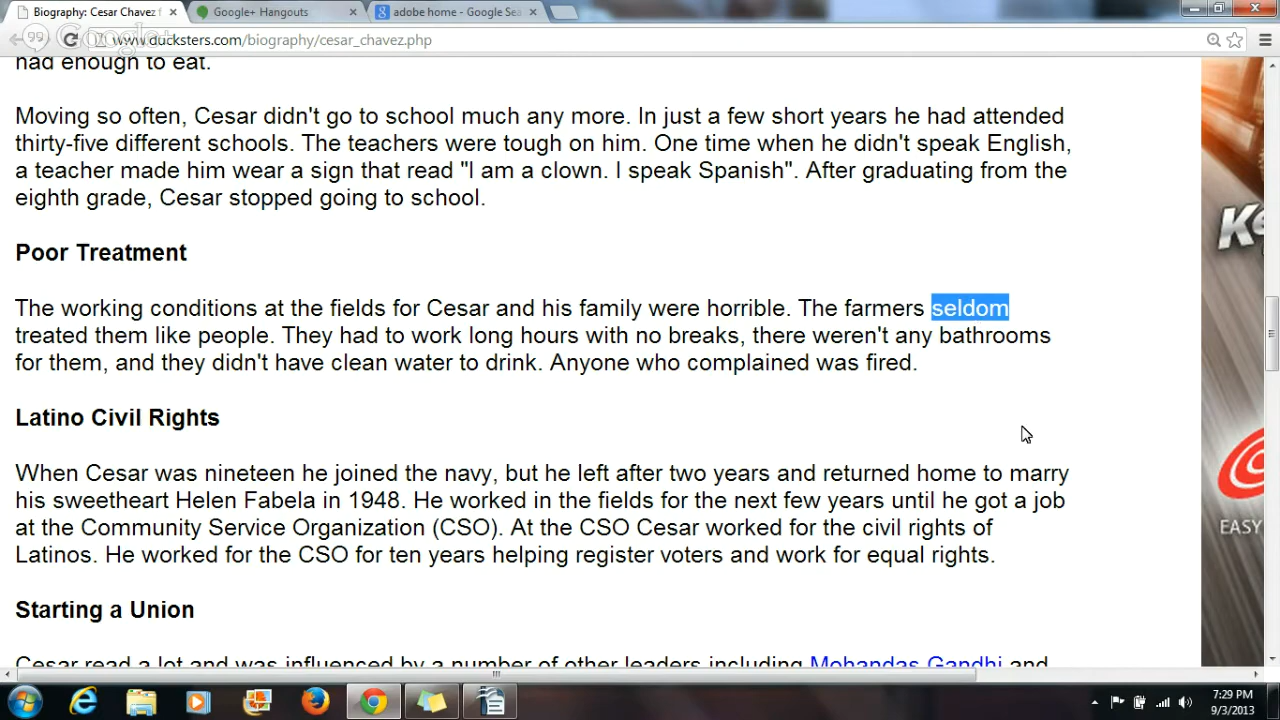 Biography: Cesar Chavez f
Google+ Hangouts
adobe home - Google Sea
www.ducksters.com/biography/cesar_chavez.php
had enough to eat.
Moving so often, Cesar didn't go to school much any more. In just a few short years he had attended
thirty-five different schools. The teachers were tough on him. One time when he didn't speak English,
a teacher made him wear a sign that read "I am a clown. I speak Spanish". After graduating from the
eighth grade, Cesar stopped going to school.
Poor Treatment
The working conditions at the fields for Cesar and his family were horrible. The farmers seldom
treated them like people. They had to work long hours with no breaks, there weren't any bathrooms
for them, and they didn't have clean water to drink. Anyone who complained was fired.
Latino Civil Rights
When Cesar was nineteen he joined the navy, but he left after two years and returned home to marry
his sweetheart Helen Fabela in 1948. He worked in the fields for the next few years until he got a job
at the Community Service Organization (CSO). At the CSO Cesar worked for the civil rights of
Latinos. He worked for the CSO for ten years helping register voters and work for equal rights.
EASY
Starting a Union
Cesar read a lot and was influenced by a number of other leaders including Mohandas Gandhi and
7:29 PM
9/3/2013